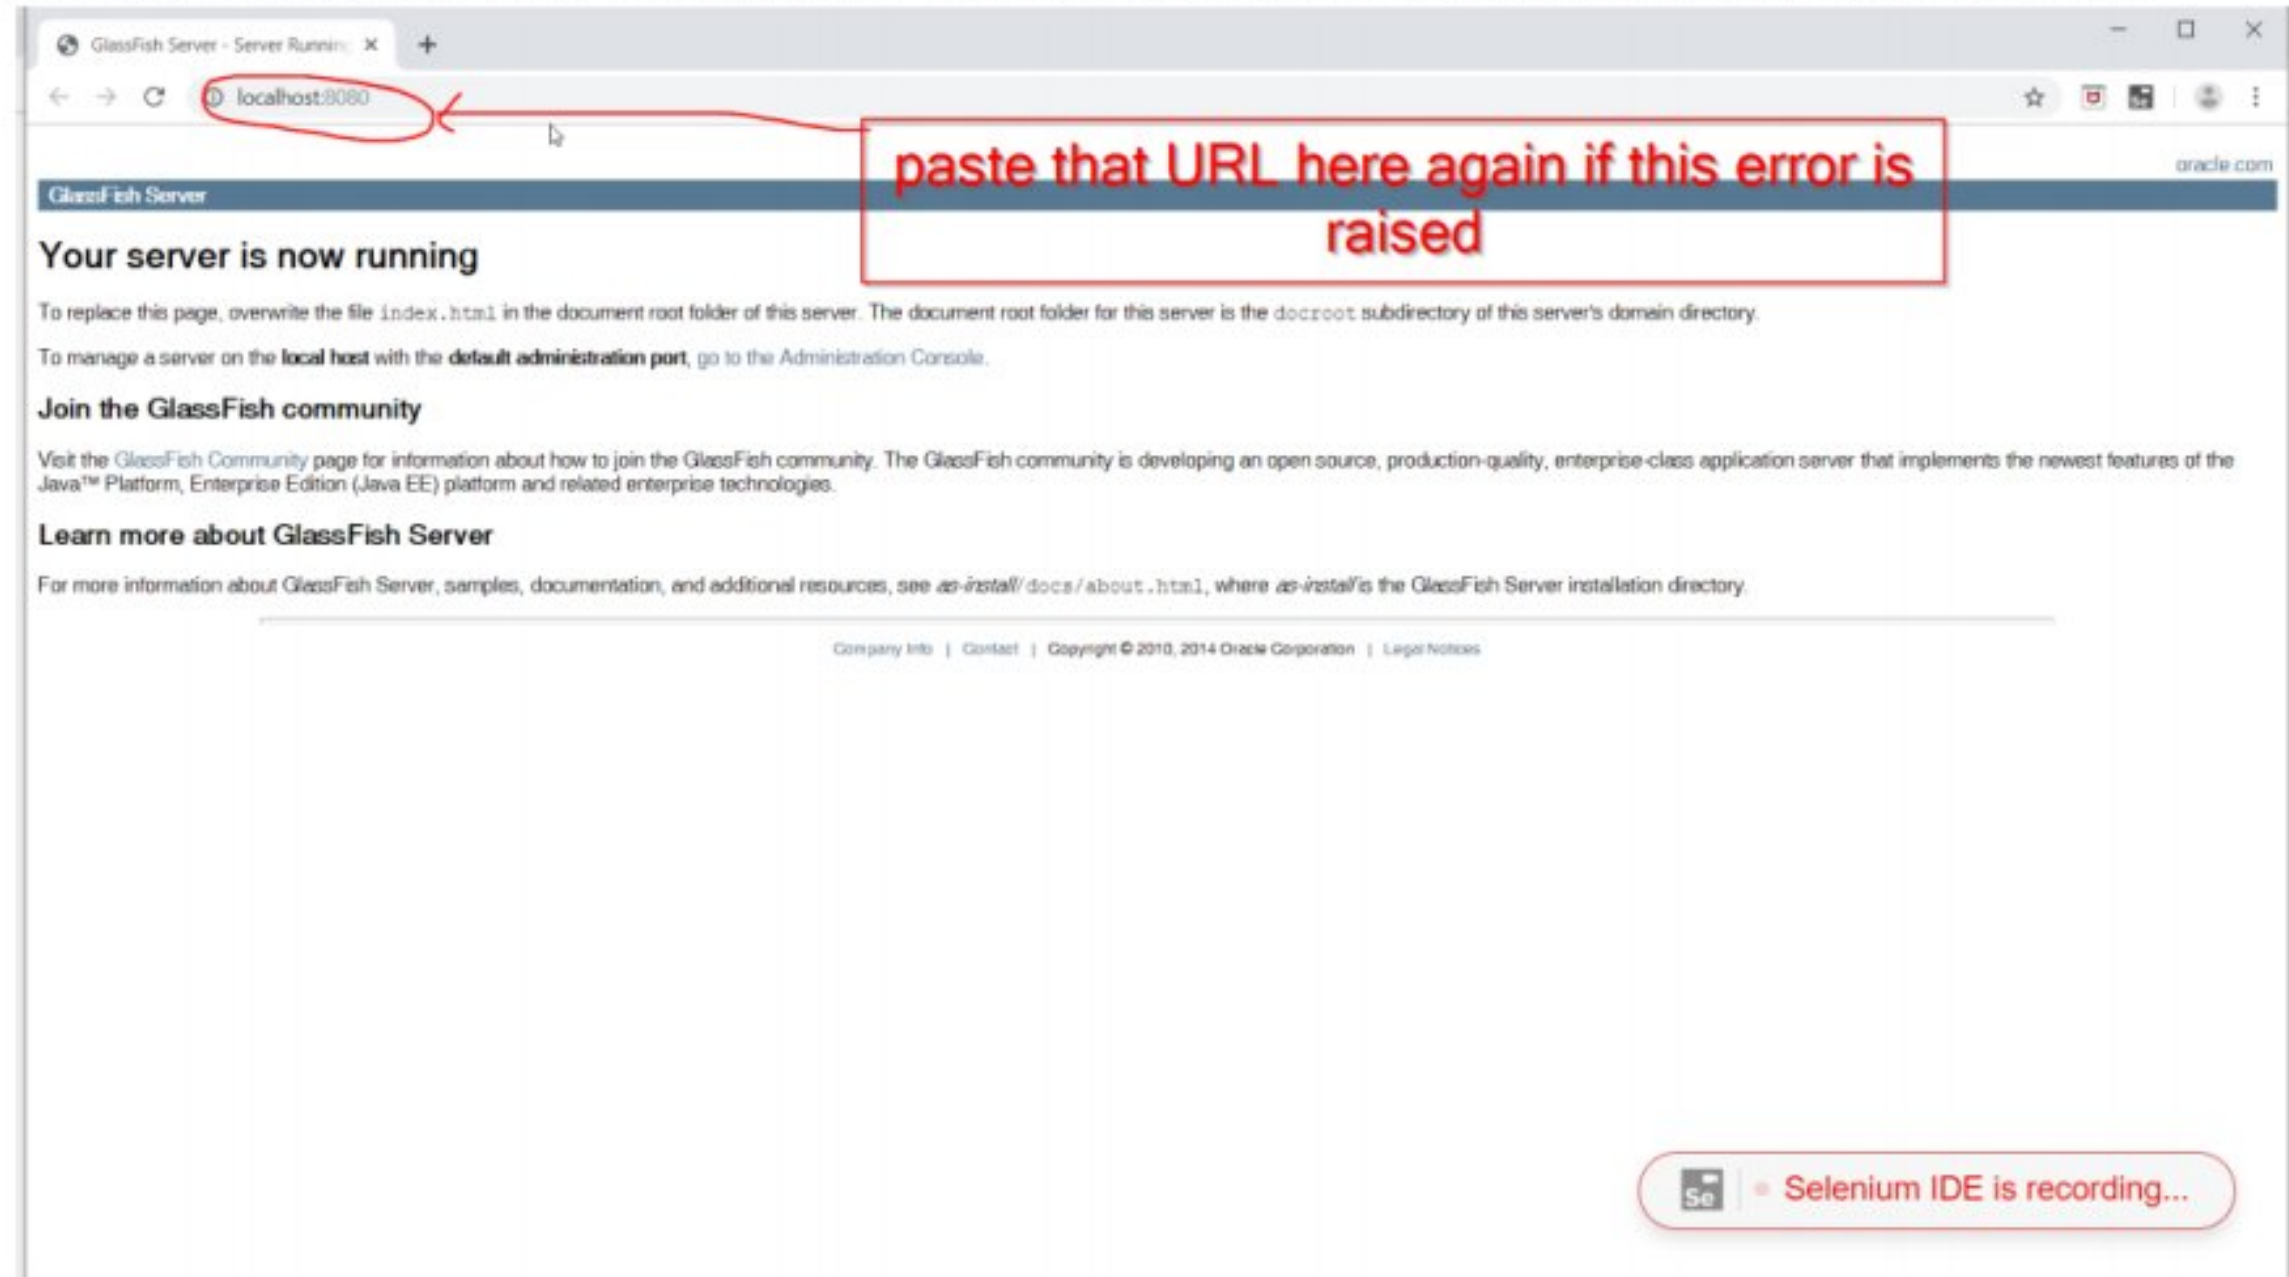 GlassFish Server - Server Runnin
localhost:8080
paste that URL here again if this error is
raised
oracle.com
GlassFish Server
Your server is now running
To replace this page, overwrite the file index.html in the document root folder of this server. The document root folder for this server is the docroot subdirectory of this server's domain directory.
To manage a server on the local host with the default administration port, go to the Administration Console.
Join the GlassFish community
Visit the GlassFish Community page for information about how to join the GlassFish community. The GlassFish community is developing an open source, production-quality, enterprise-class application server that implements the newest features of the
Java™ Platform, Enterprise Edition (Java EE) platform and related enterprise technologies.
Learn more about GlassFish Server
For more information about GlassFish Server, samples, documentation, and additional resources, see as-install/docs/about.html, where as-install is the GlassFish Server installation directory.
Company Info | Contact | Copyright © 2010, 2014 Oracle Corporation | Legal Notices
Se Selenium IDE is recording...